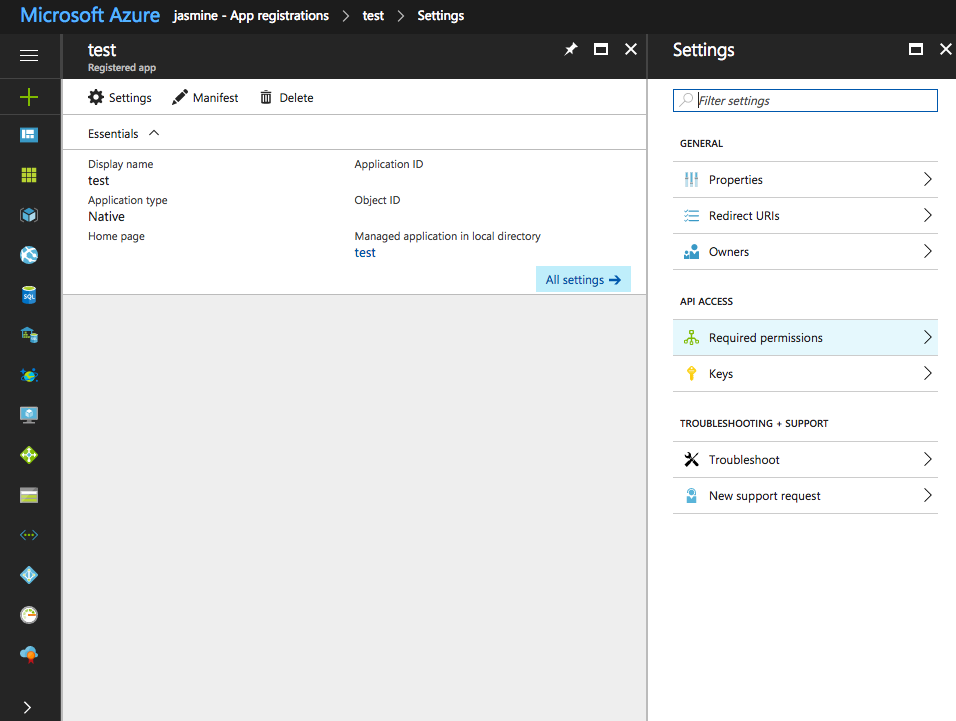 Microsoft Azure jasmine - App registrations > test > Settings
test
Registered app
Settings Manifest Delete
Essentials
Display name
test
Application type
Native
Home page
Application ID
Object ID
Managed application in local directory
test
All settings →
Settings
Filter settings
GENERAL
Properties
Redirect URIs
Owners
API ACCESS
Required permissions
Keys
TROUBLESHOOTING + SUPPORT
Troubleshoot
New support request
SQL